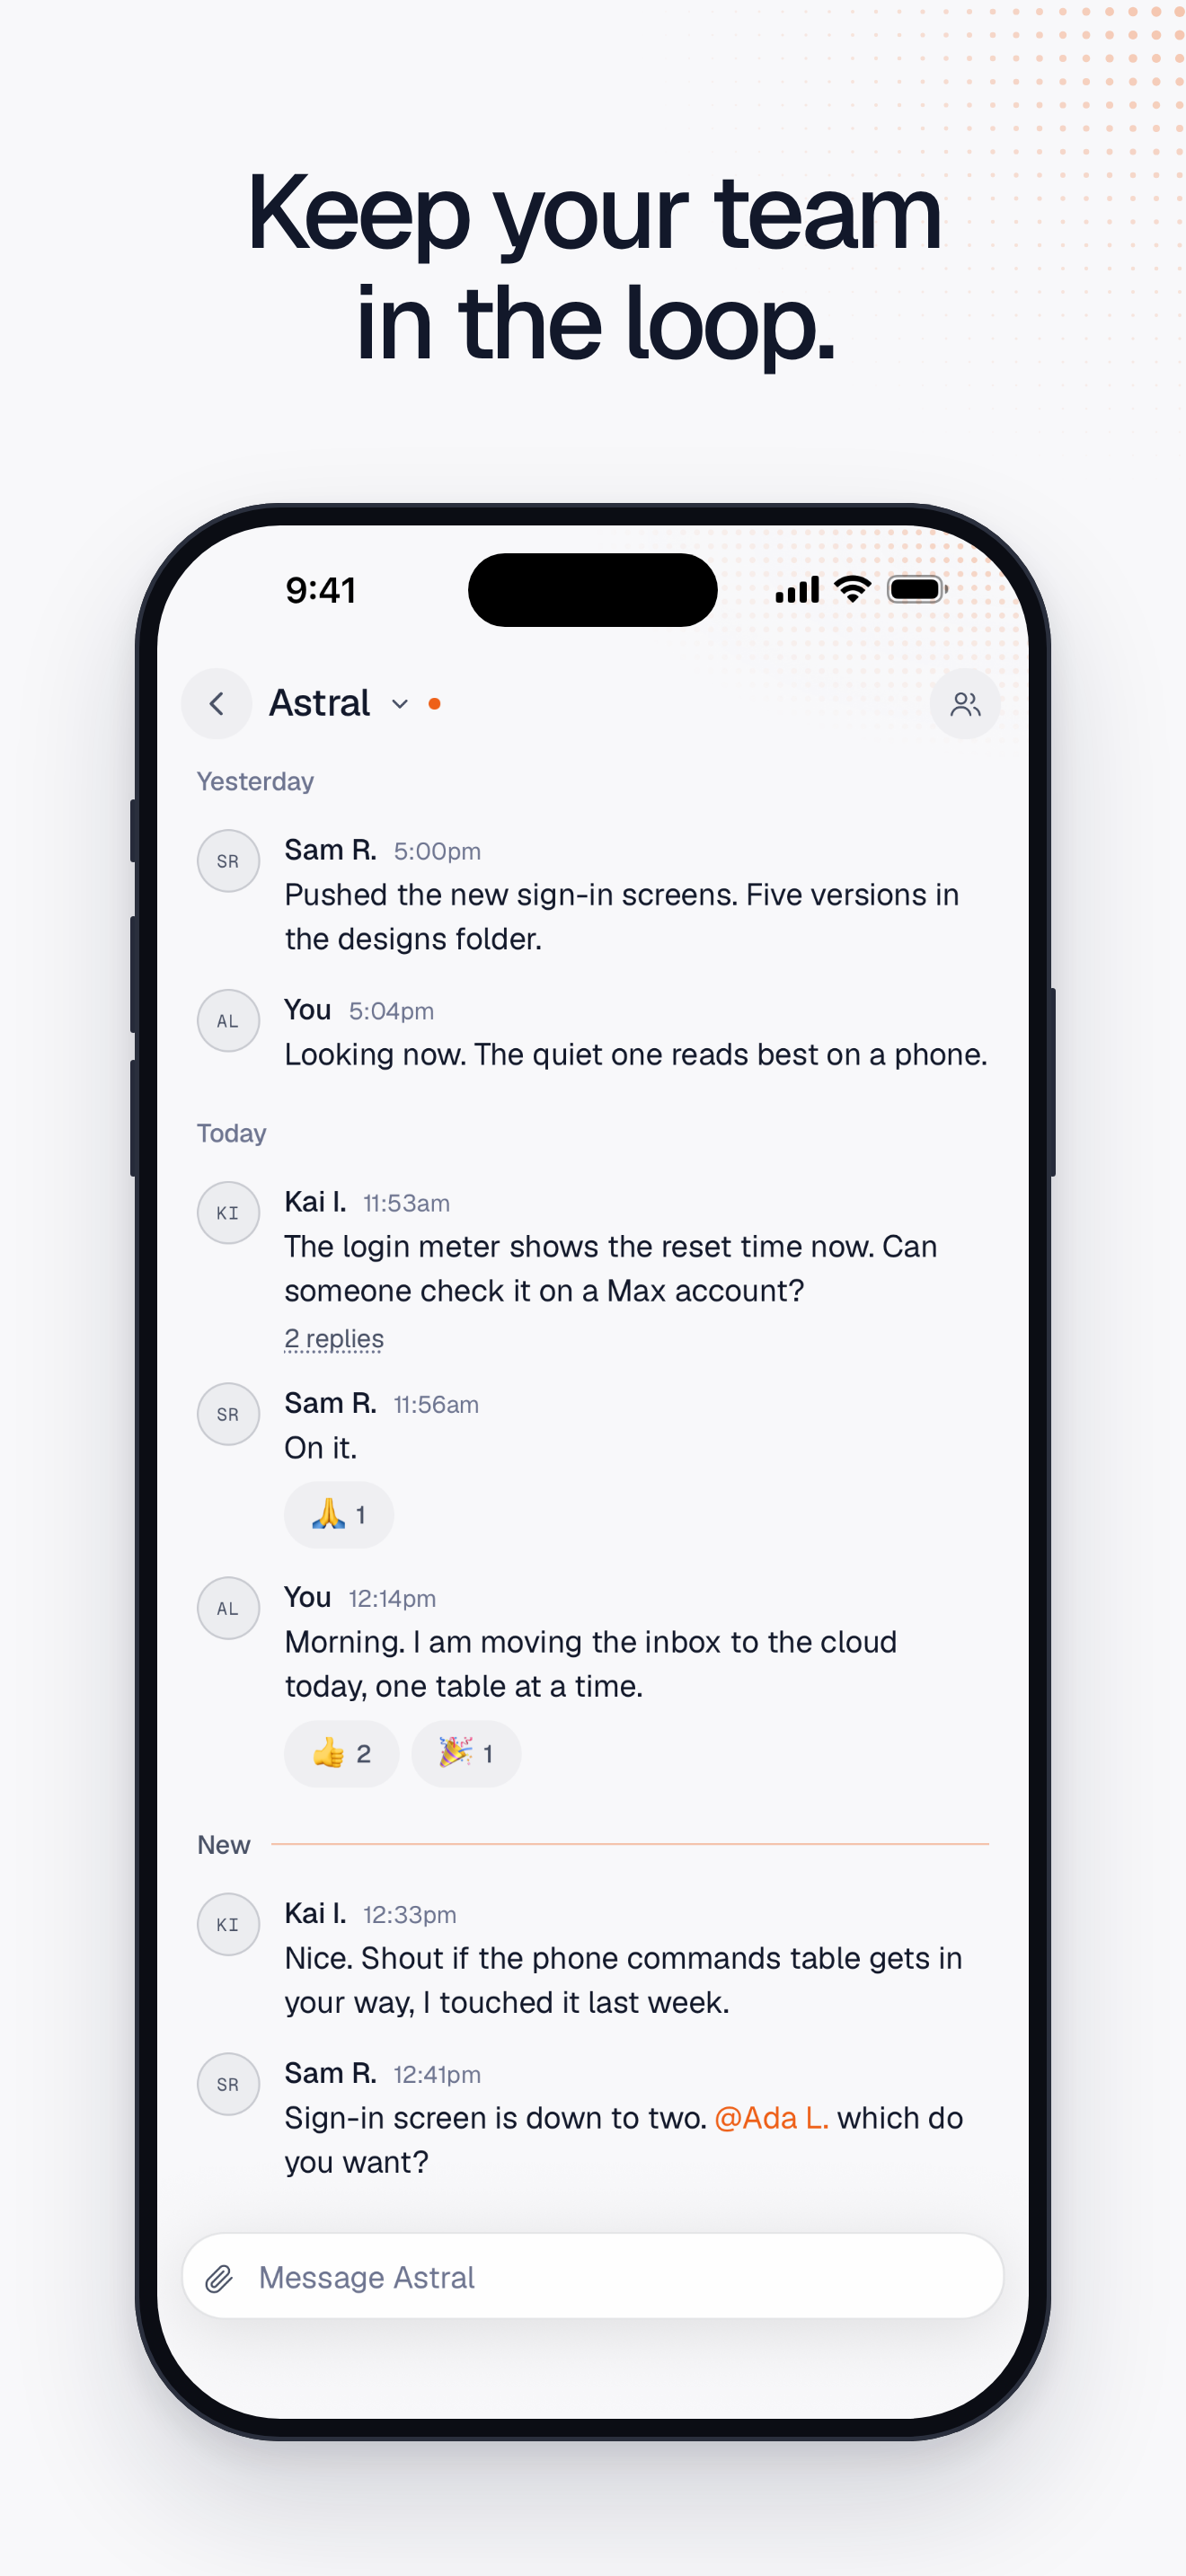 Keep your team
in the loop.
9:41
Astral
Yesterday
SR
Sam R. 5:00pm
Pushed the new sign-in screens. Five versions in
the designs folder.
AL
You 5:04pm
Looking now. The quiet one reads best on a phone.
Today
KI
Kai I. 11:53am
The login meter shows the reset time now. Can
someone check it on a Max account?
2 replies
SR
Sam R. 11:56am
On it.
🙏 1
AL
You 12:14pm
Morning. I am moving the inbox to the cloud
today, one table at a time.
👍 2 🎉 1
New
KI
Kai I. 12:33pm
Nice. Shout if the phone commands table gets in
your way, I touched it last week.
SR
Sam R. 12:41pm
Sign-in screen is down to two. @Ada L. which do
you want?
Message Astral